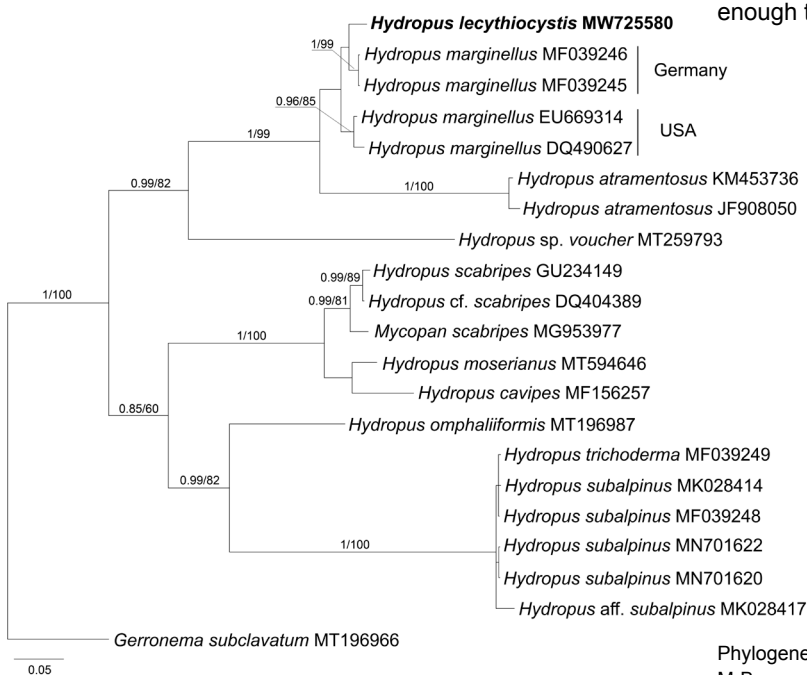 enough f
Hydropus lecythiocystis MW725580
1/99
Hydropus marginellus MF039246
Germany
Hydropus marginellus MF039245
0.96/85
Hydropus marginellus EU669314
USA
1/99
Hydropus marginellus DQ490627
0.99/82
1/100
Hydropus atramentosus KM453736
Hydropus atramentosus JF908050
Hydropus sp. voucher MT259793
0.99/89
Hydropus scabripes GU234149
1/100
0.99/81
Hydropus cf. scabripes DQ404389
1/100
Mycopan scabripes MG953977
Hydropus moserianus MT594646
Hydropus cavipes MF156257
0.85/60
Hydropus omphaliiformis MT196987
Hydropus trichoderma MF039249
0.99/82
Hydropus subalpinus MK028414
Hydropus subalpinus MF039248
1/100
Hydropus subalpinus MN701622
Hydropus subalpinus MN701620
Hydropus aff. subalpinus MK028417
Gerronema subclavatum MT196966
Phylogene
0.05